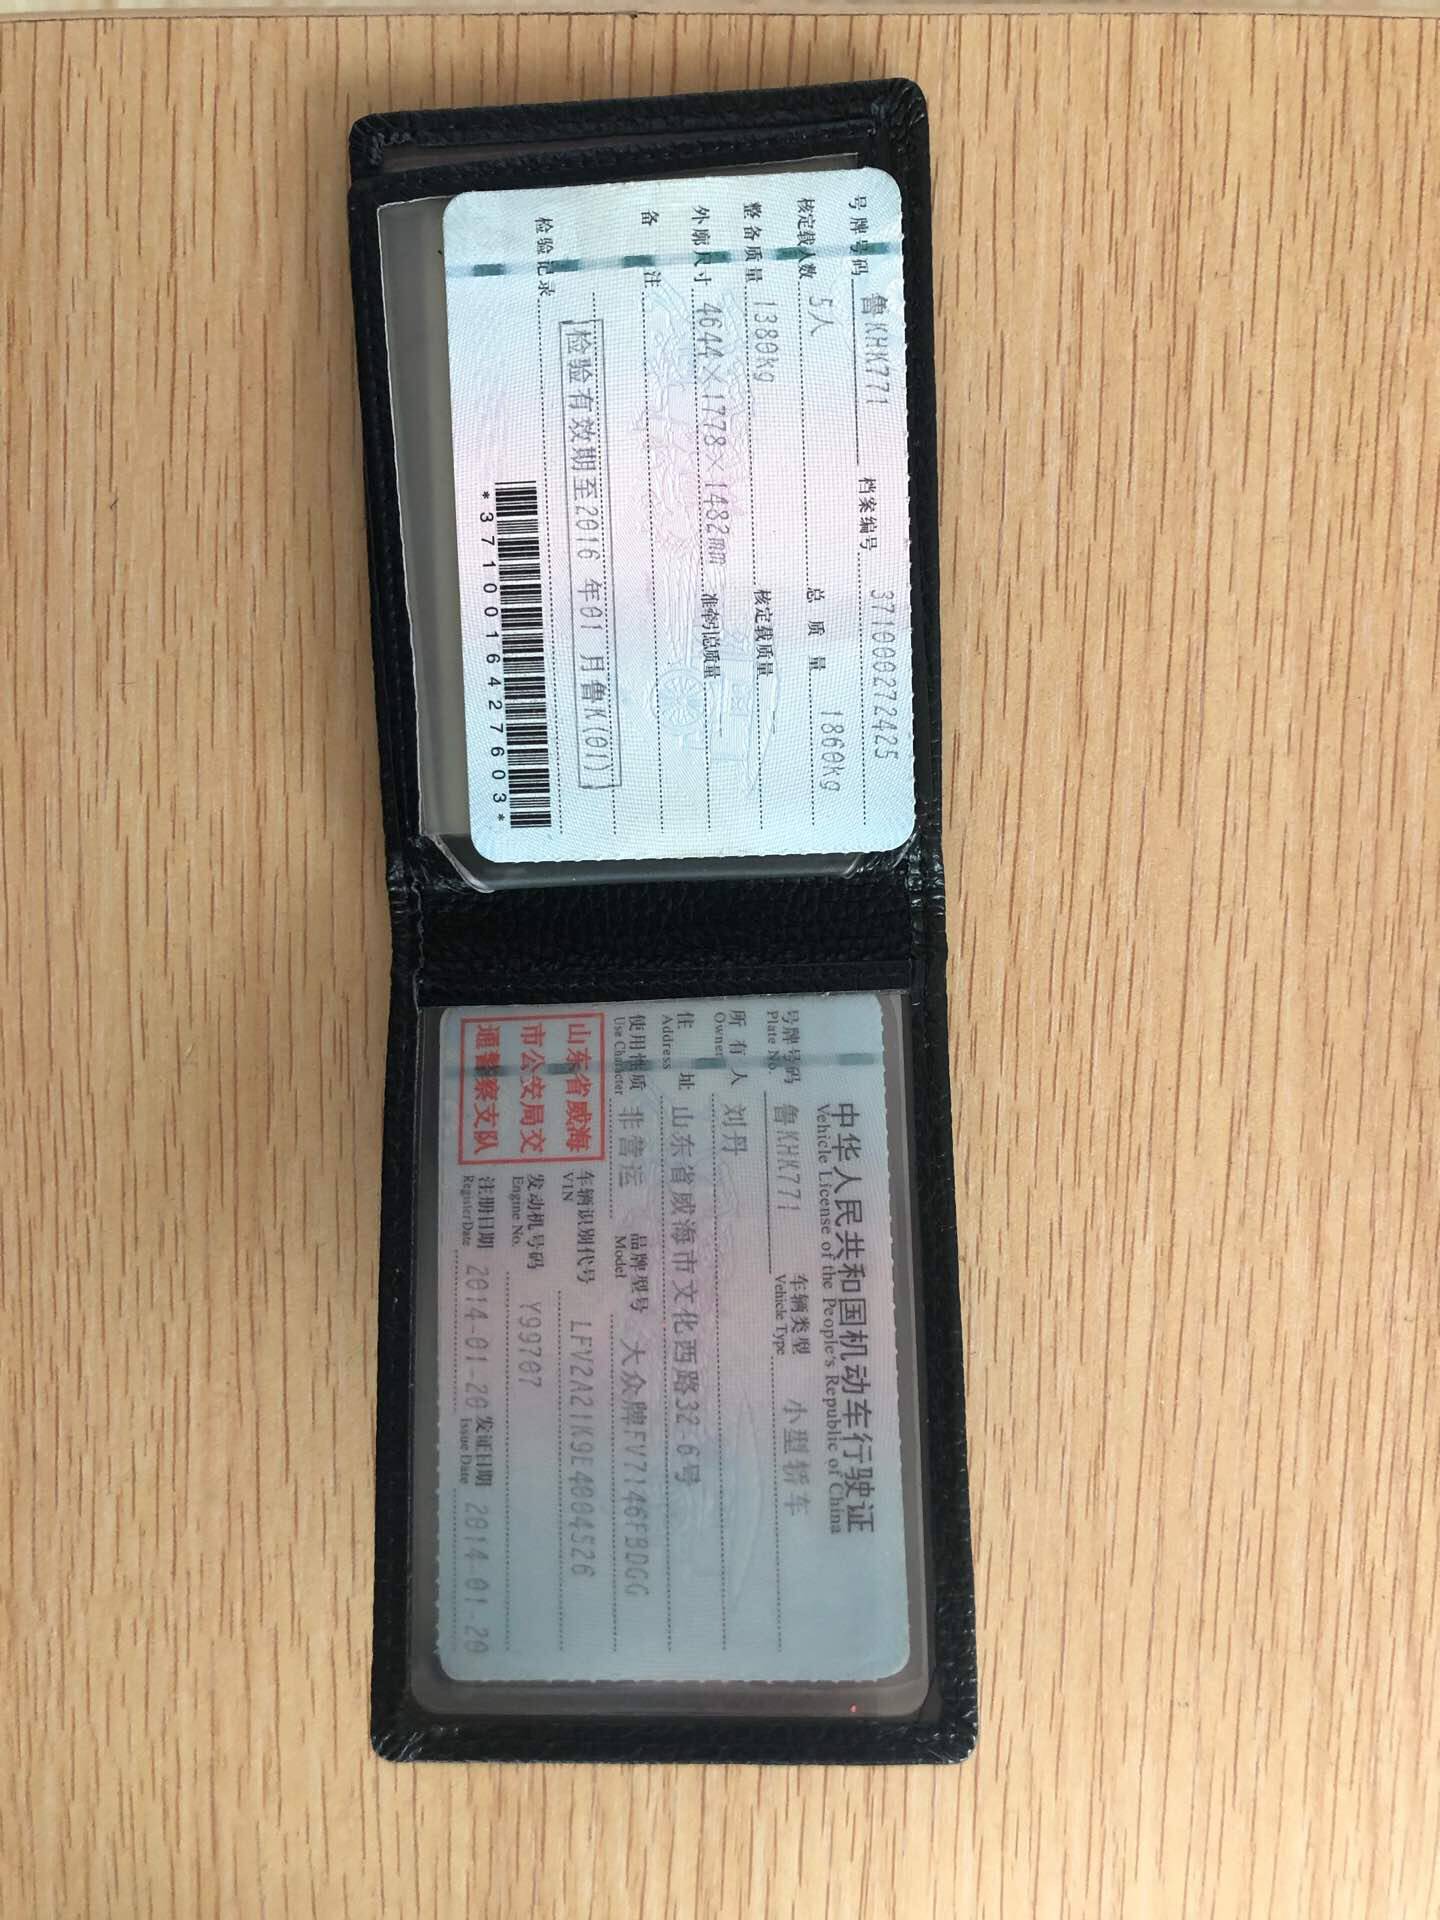 号牌号码 鲁KHK771 档案编号 371000272425
核定载人数 5人 总质量 1860kg
整备质量 1380kg 核定载质量
外廓尺寸 4644×1778×1482mm 准牵引总质量
备注
检验有效期至2016年01月鲁K(01)
检验记录
*3710016427603*
中华人民共和国机动车行驶证
Vehicle License of the People's Republic of China
号牌号码 鲁KHK771 车辆类型 小型轿车
Plate No. Vehicle Type
所有人 刘丹
Owner
住址 山东省威海市文化西路32-6号
Address
使用性质 非营运 品牌型号 大众牌FV7146FBDGG
Use Character Model
山东省威海
市公安局交
通警察支队
车辆识别代号 LFV2A21K9E4004526
VIN
发动机号码 Y99707
Engine No.
注册日期 2014-01-20 发证日期 2014-01-20
Register Date Issue Date